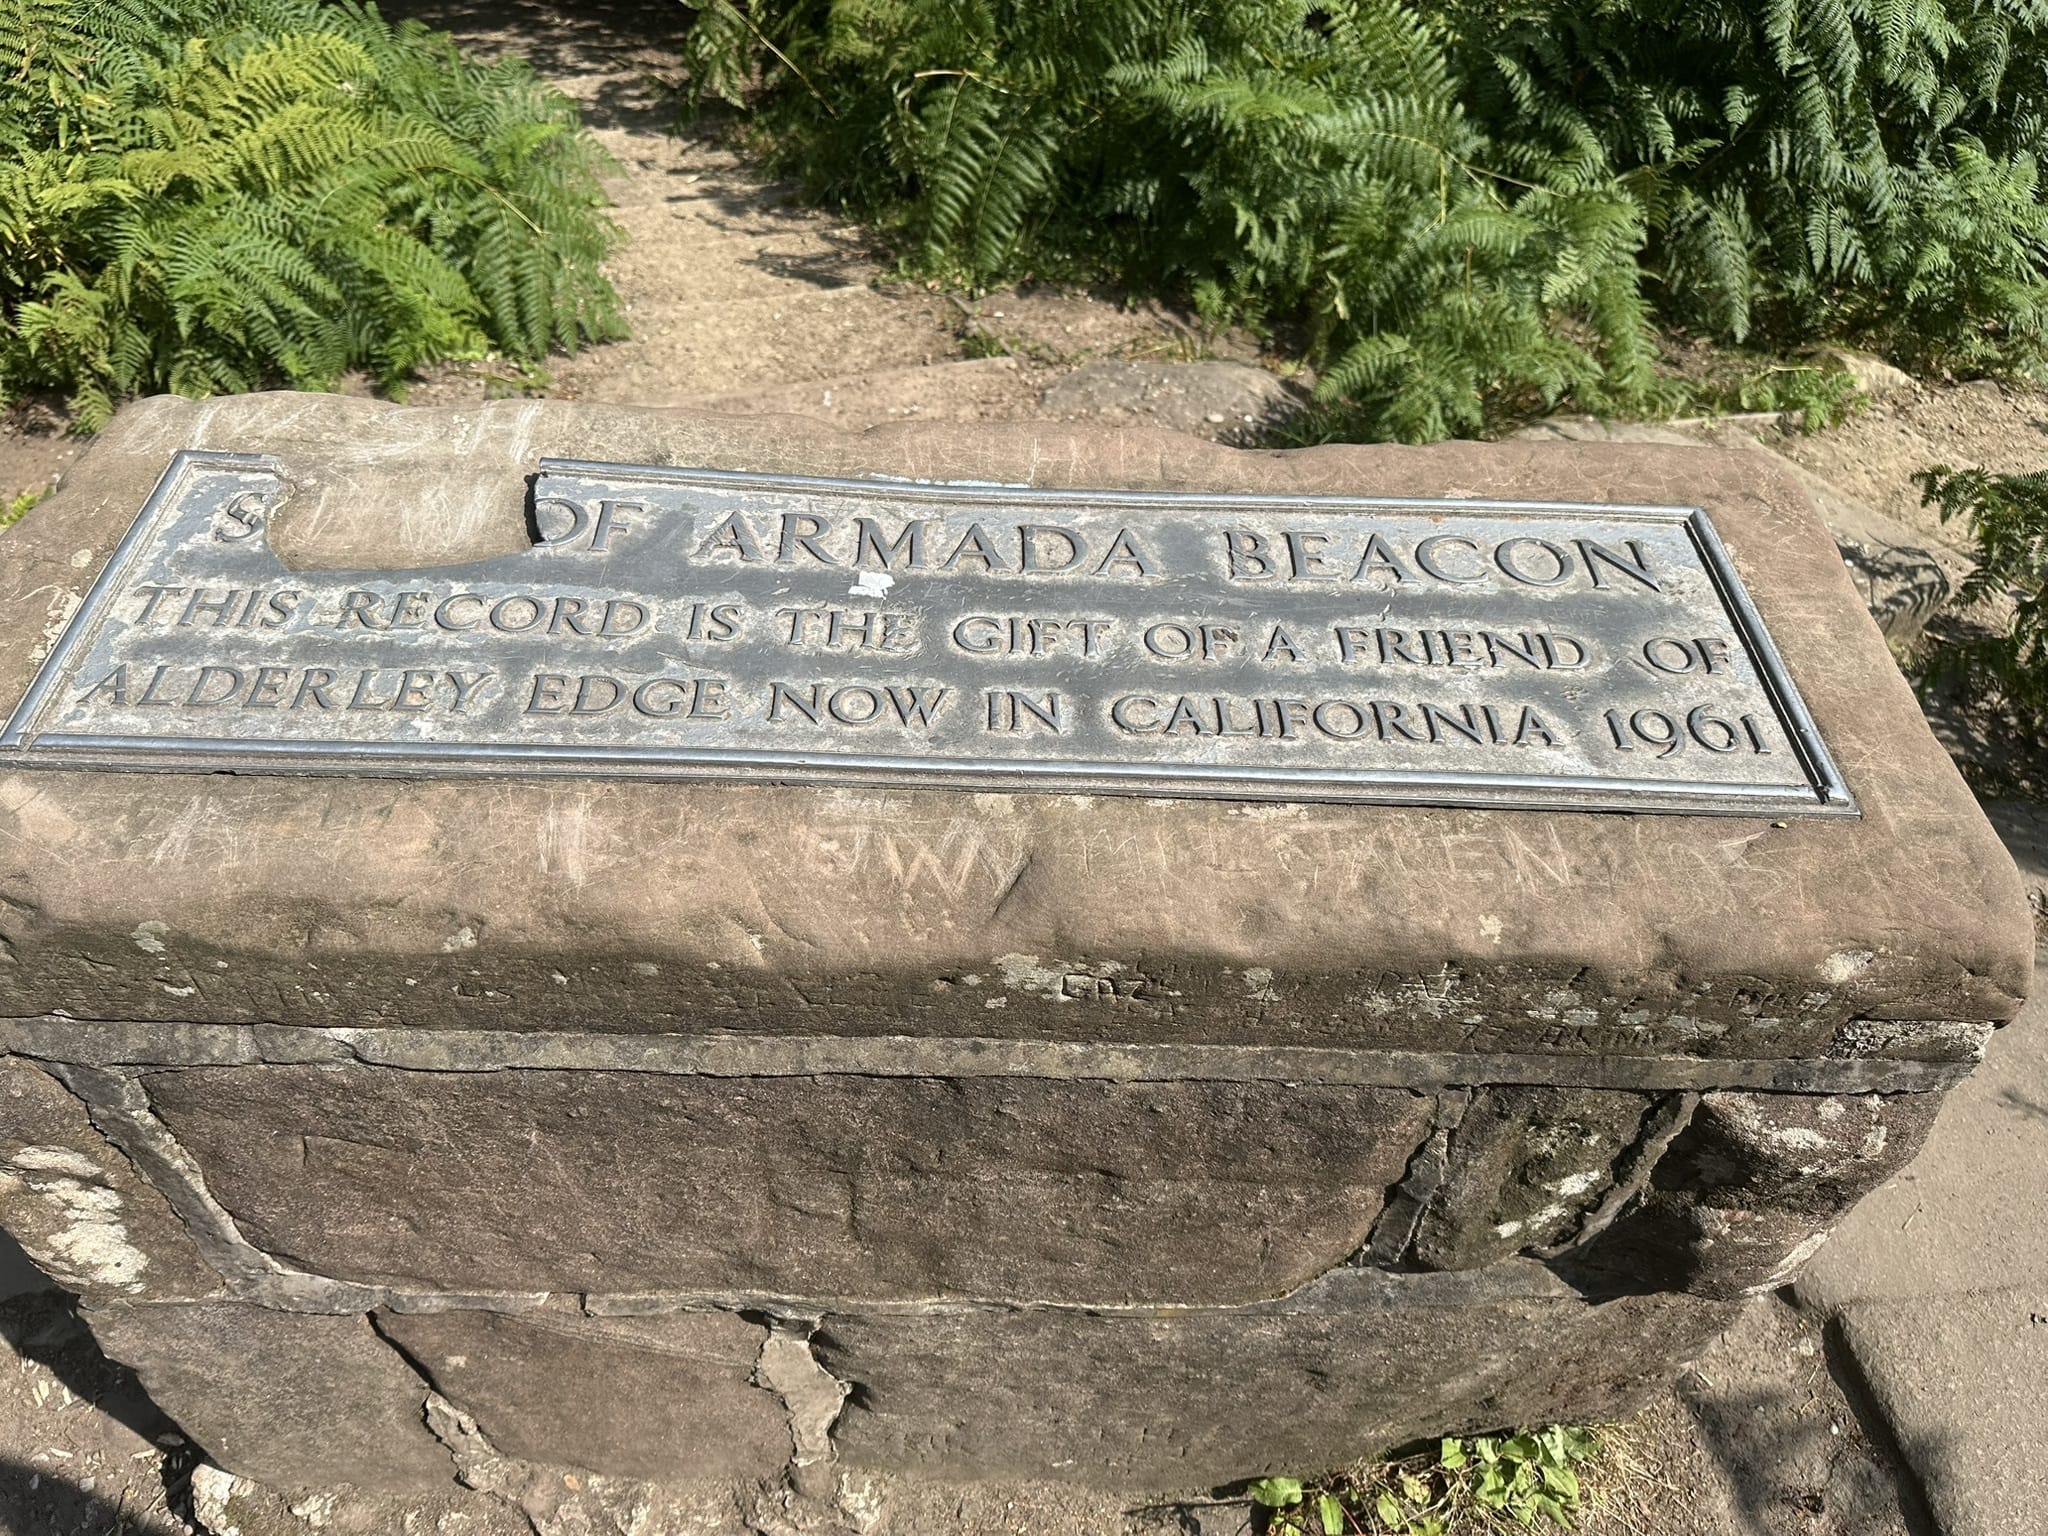 S OF ARMADA BEACON
THIS RECORD IS THE GIFT OF A FRIEND OF
ALDERLEY EDGE NOW IN CALIFORNIA 1961